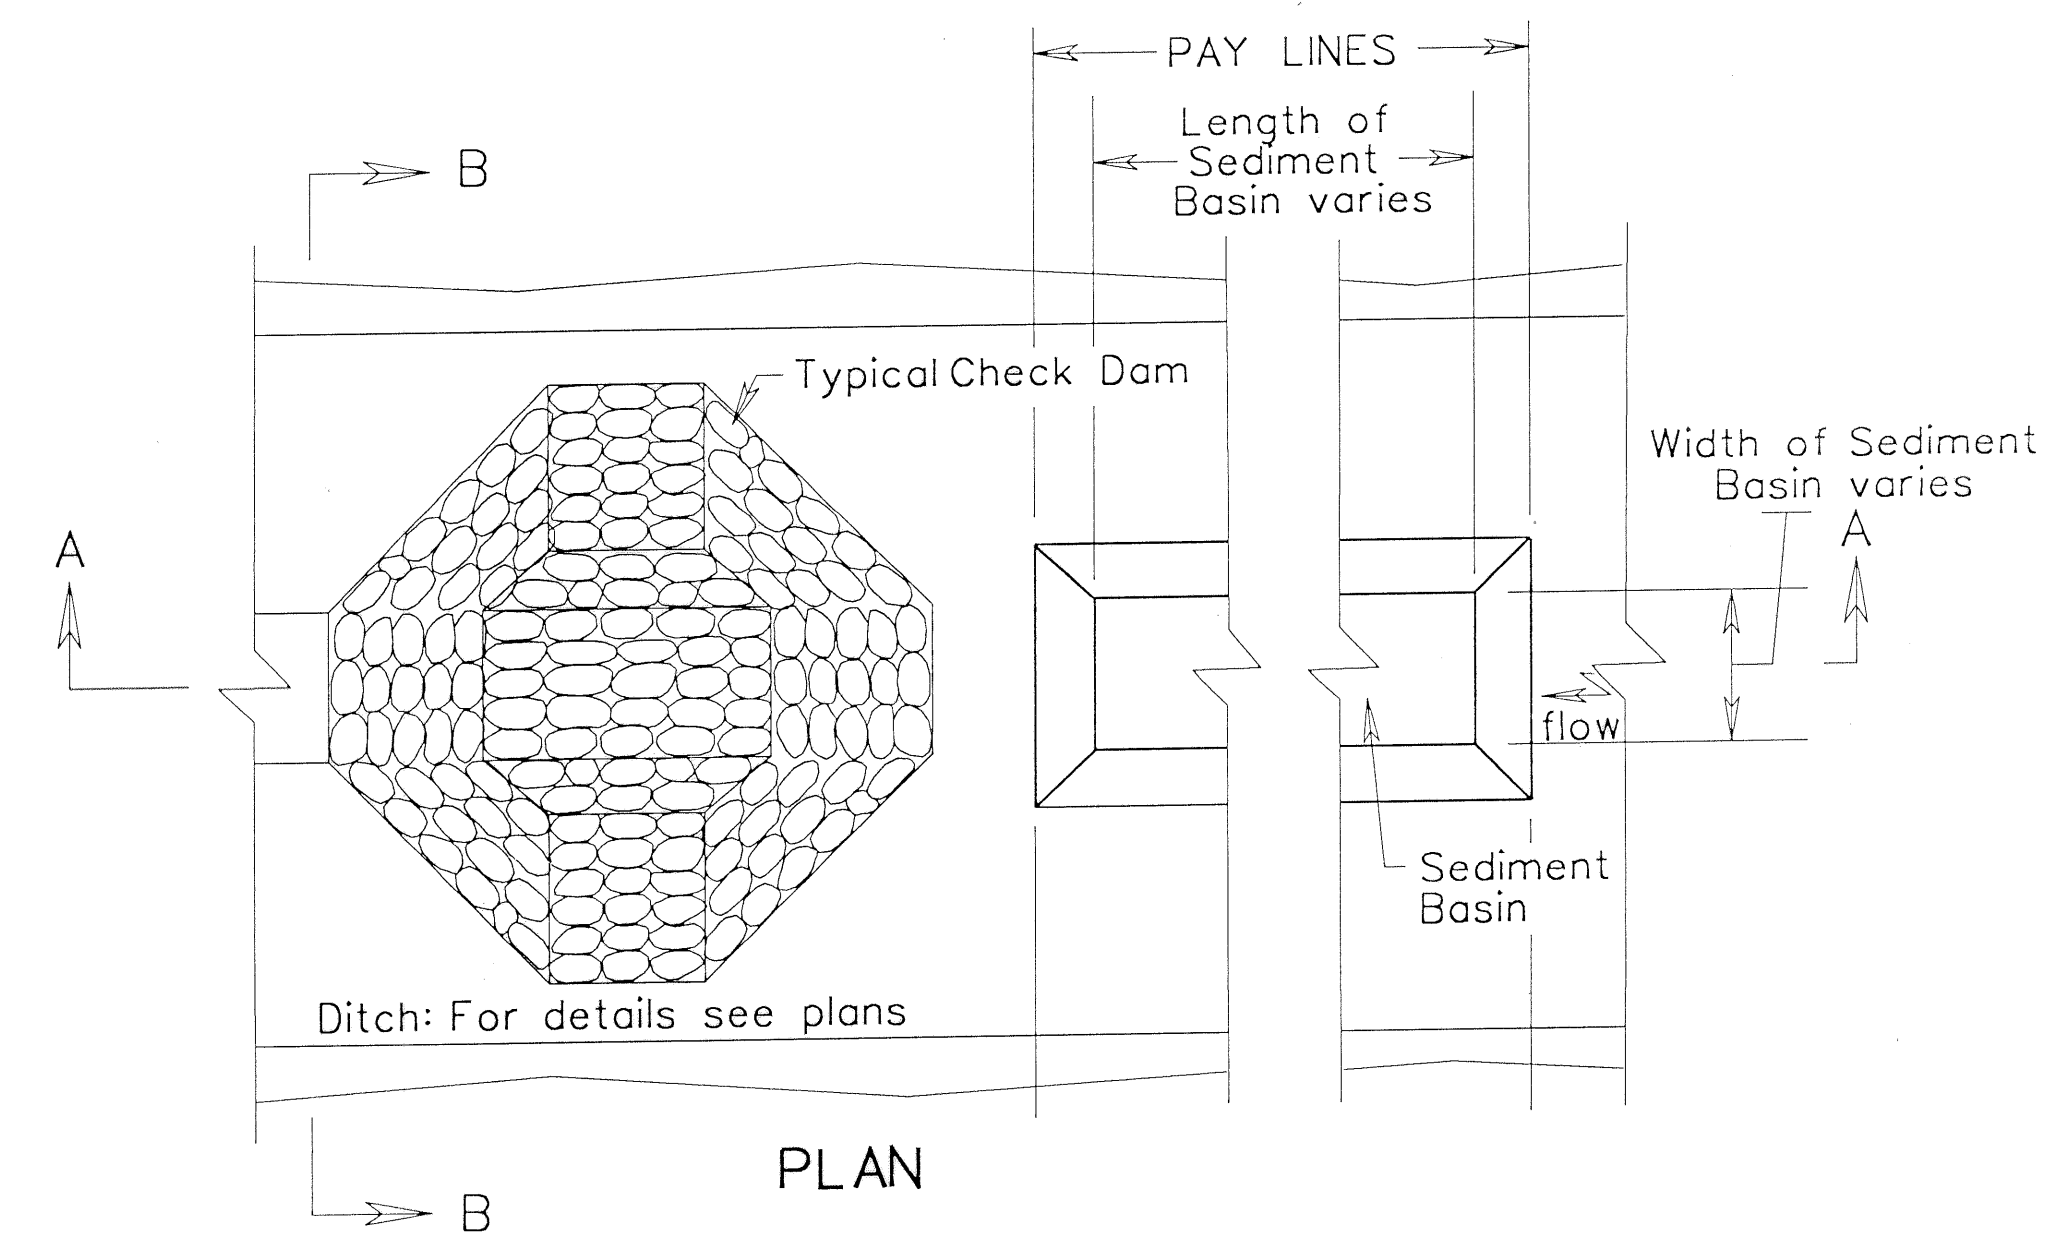 PAY LINES
Length of
Sediment
Basin varies
B
Typical Check Dam
Width of Sediment
Basin varies
A
A
flow
Sediment
Basin
Ditch: For details see plans
PLAN
B